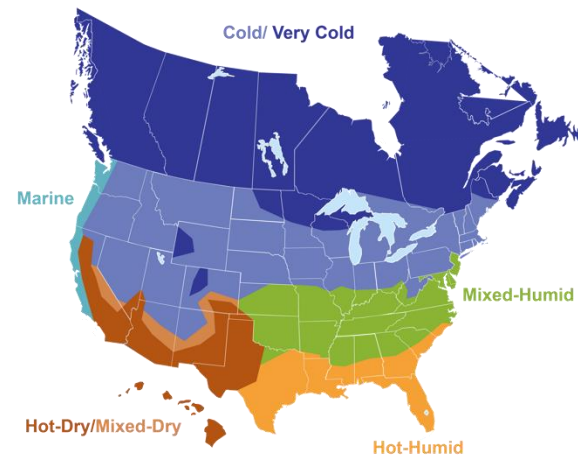 Cold/ Very Cold
Marine
Mixed-Humid
Hot-Dry/Mixed-Dry
Hot-Humid